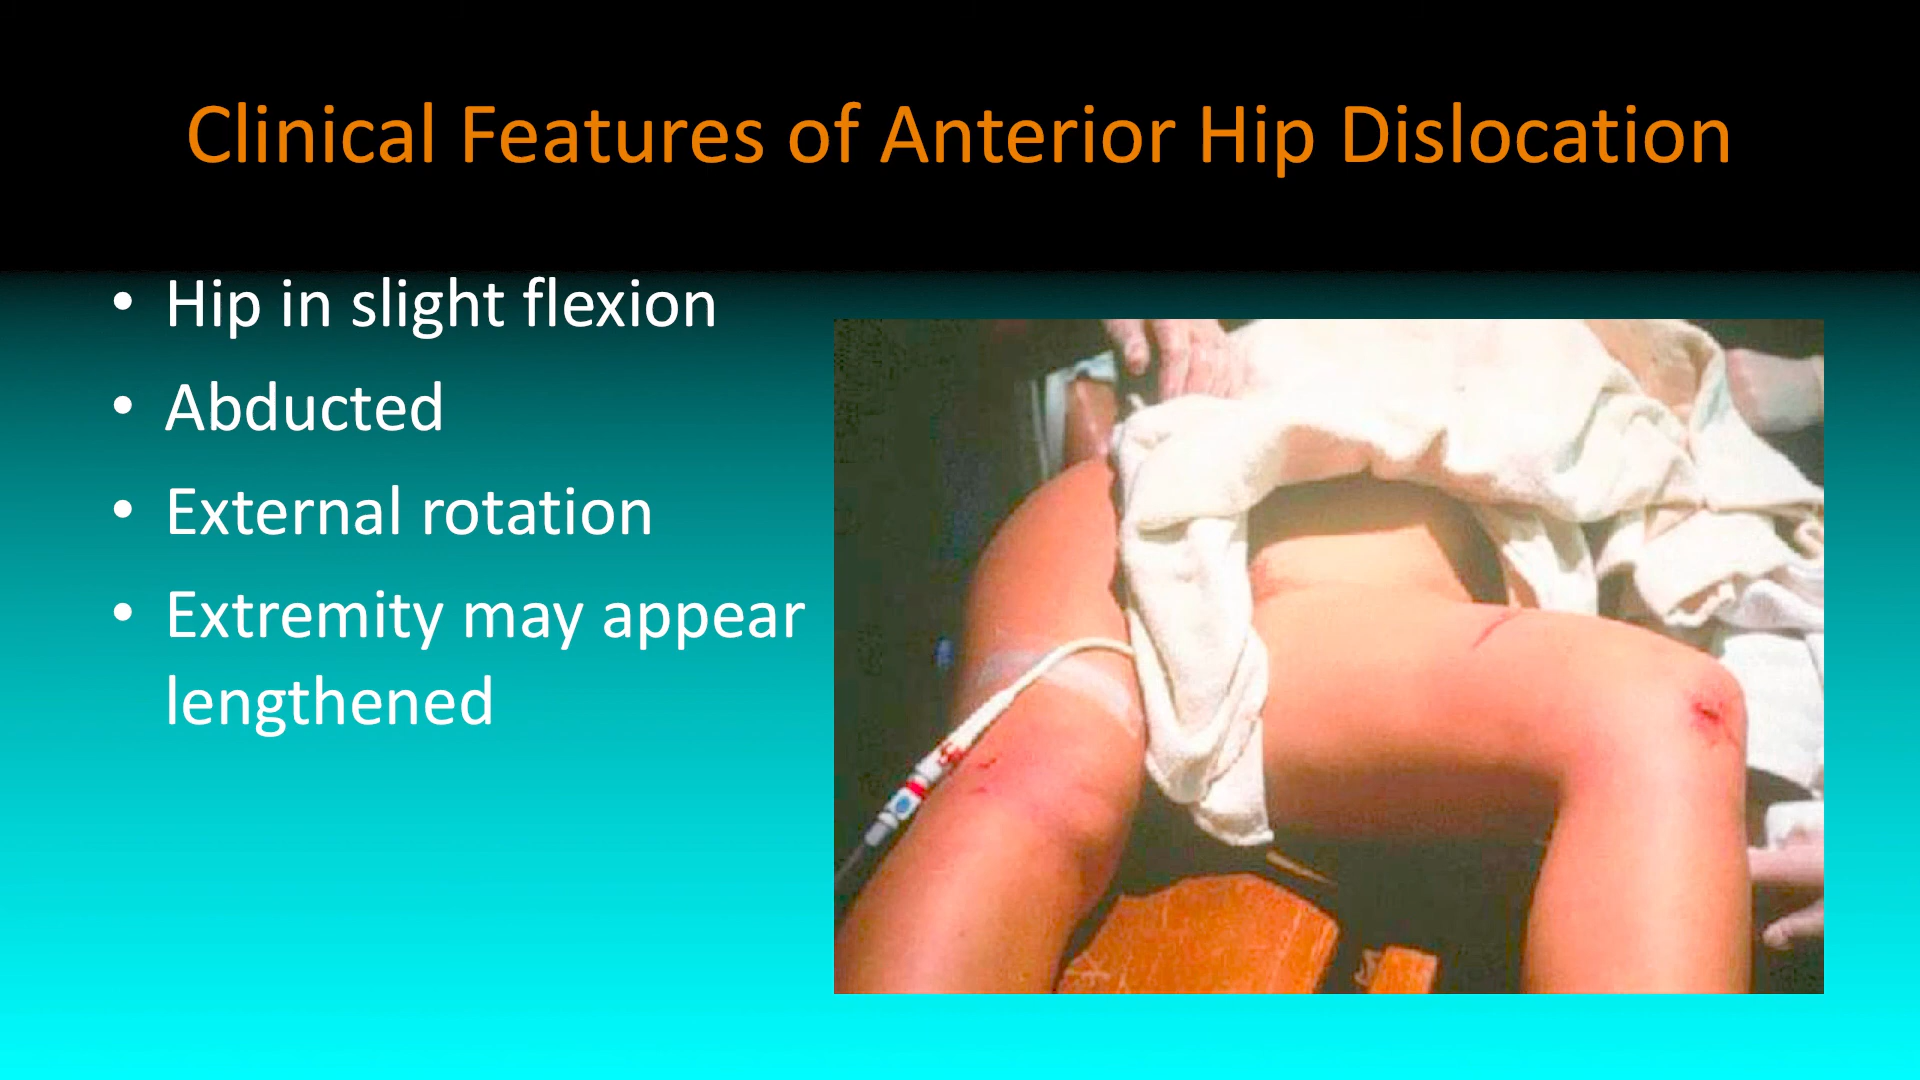 Clinical Features of Anterior Hip Dislocation
• Hip in slight flexion
• Abducted
• External rotation
• Extremity may appear
lengthened